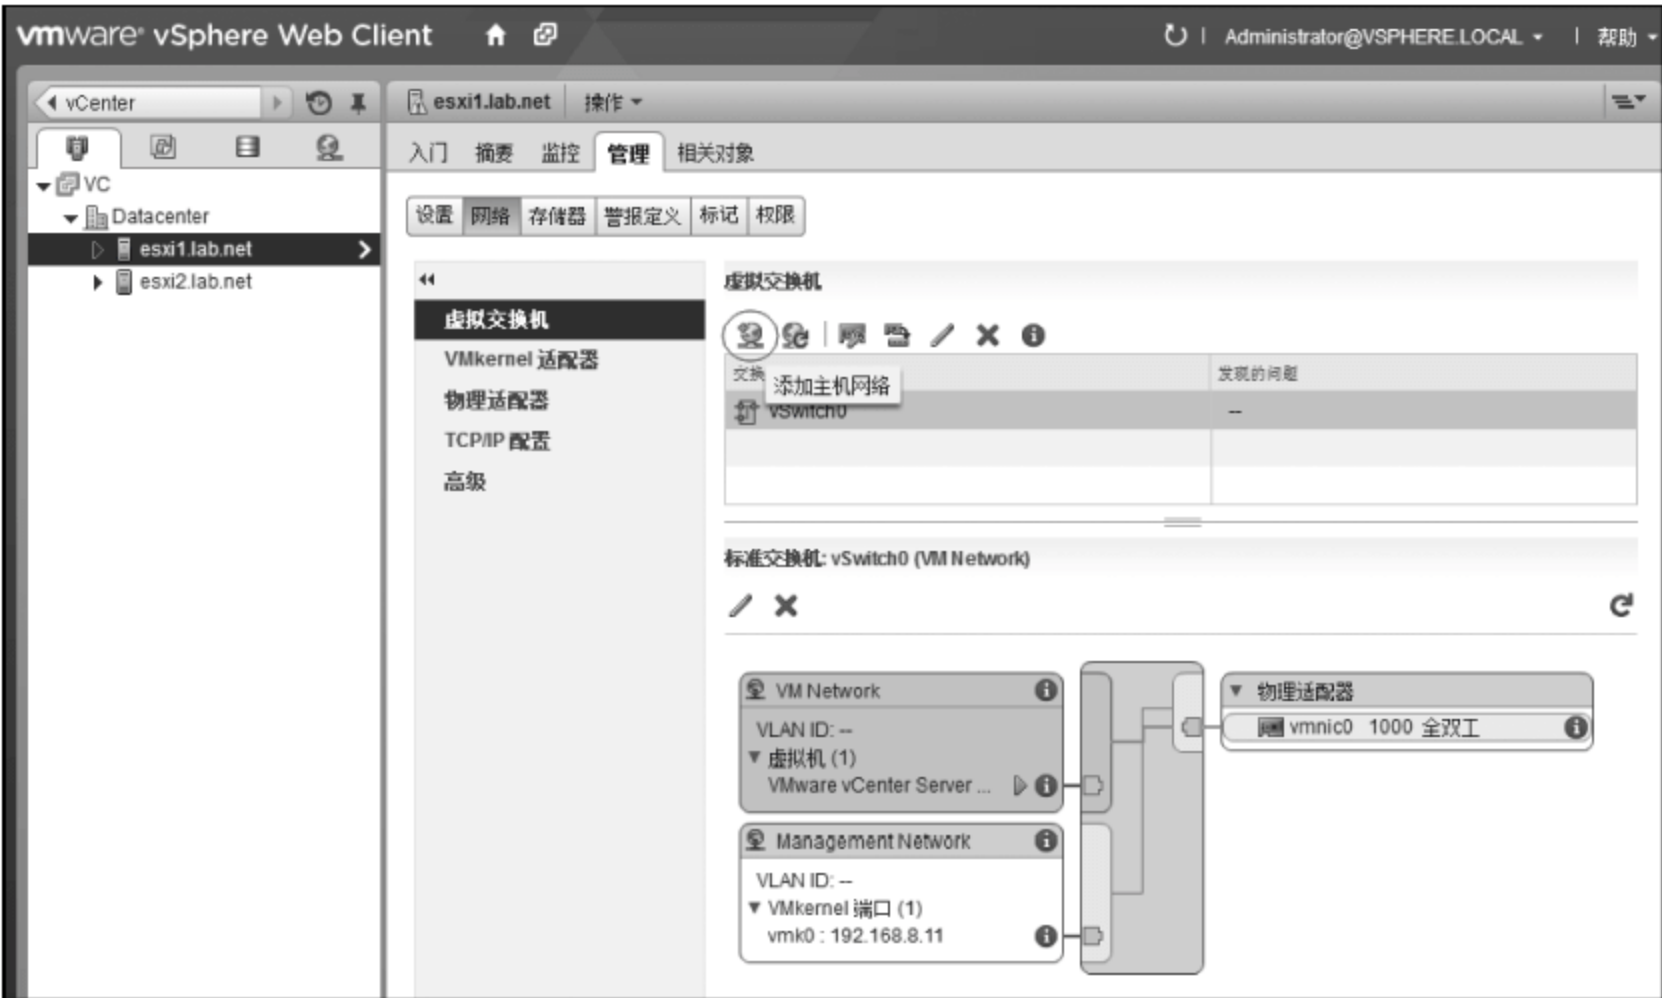 vmware® vSphere Web Client
Administrator@VSPHERE.LOCAL
帮助
vCenter
esxi1.lab.net
操作
入门 摘要 监控 管理 相关对象
VC
Datacenter
esxi1.lab.net
esxi2.lab.net
设置 网络 存储器 警报定义 标记 权限
虚拟交换机
VMkernel 适配器
物理适配器
TCP/IP 配置
高级
虚拟交换机
添加主机网络
交换
发现的问题
vSwitch0
--
标准交换机: vSwitch0 (VM Network)
VM Network
VLAN ID: --
虚拟机 (1)
VMware vCenter Server ...
物理适配器
vmnic0 1000 全双工
Management Network
VLAN ID: --
VMkernel 端口 (1)
vmk0 : 192.168.8.11